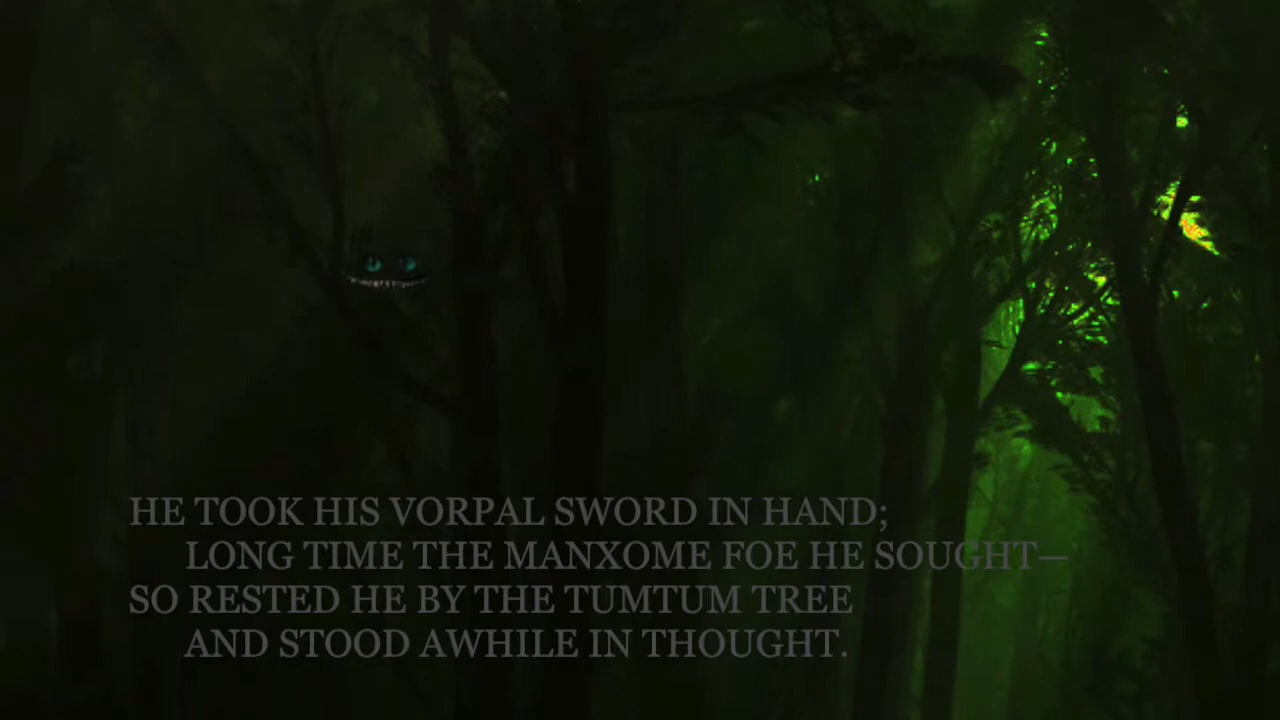 HE TOOK HIS VORPAL SWORD IN HAND;
LONG TIME THE MANXOME FOE HE SOUGHT—
SO RESTED HE BY THE TUMTUM TREE
AND STOOD AWHILE IN THOUGHT.